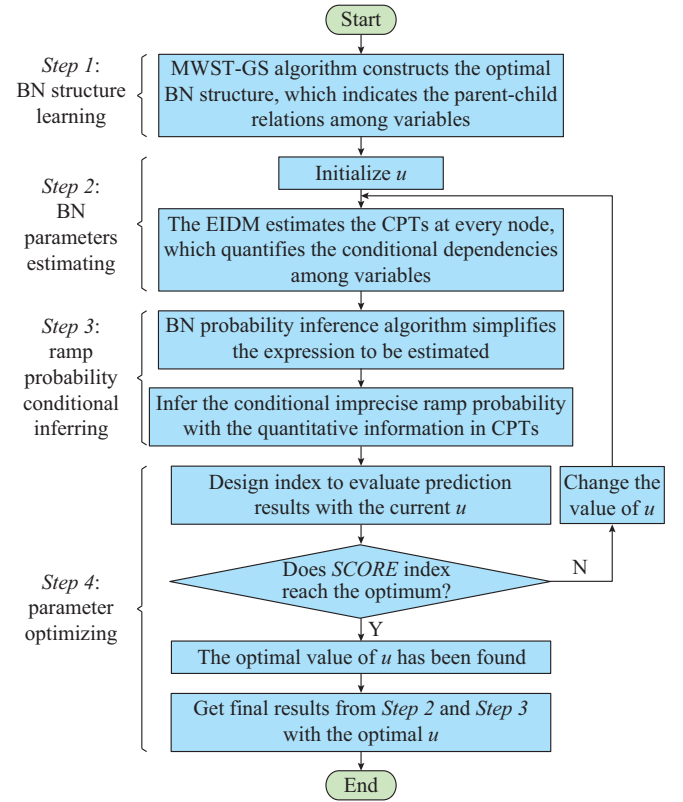 Start
Step 1:
BN structure
learning
MWST-GS algorithm constructs the optimal
BN structure, which indicates the parent-child
relations among variables
Step 2:
BN
parameters
estimating
Initialize u
The EIDM estimates the CPTs at every node,
which quantifies the conditional dependencies
among variables
Step 3:
ramp
probability
conditional
inferring
BN probability inference algorithm simplifies
the expression to be estimated
Infer the conditional imprecise ramp probability
with the quantitative information in CPTs
Step 4:
parameter
optimizing
Design index to evaluate prediction
results with the current u
Change the
value of u
Does SCORE index
reach the optimum?
N
Y
The optimal value of u has been found
Get final results from Step 2 and Step 3
with the optimal u
End